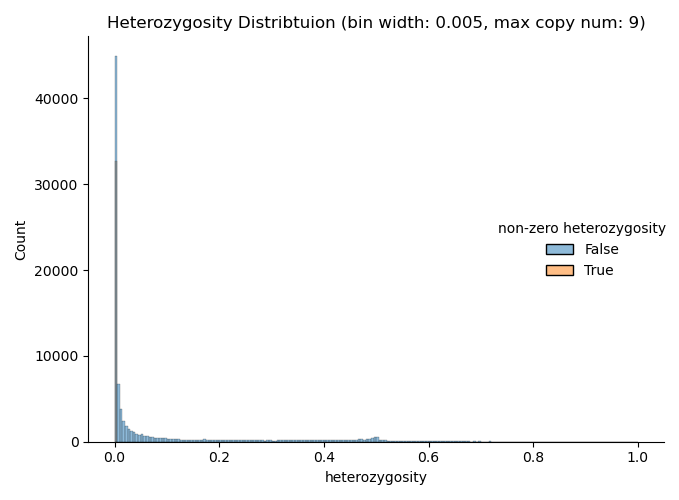 Heterozygosity Distribtuion (bin width: 0.005, max copy num: 9)
40000
30000
20000
10000
0
Count
non-zero heterozygosity
False
True
0.0 0.2 0.4 0.6 0.8 1.0
heterozygosity